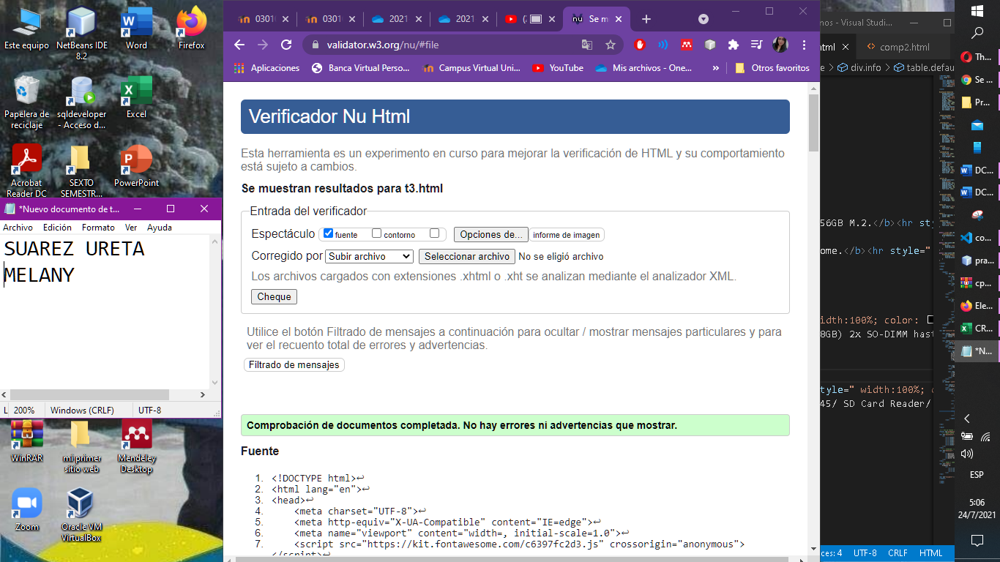 Este equipo
NetBeans IDE
8.2
Word
Firefox
Papelera de
reciclaje
sqldeveloper
- Acceso d...
Excel
Acrobat
Reader DC
SEXTO
SEMESTR...
PowerPoint
*Nuevo documento de t...
Archivo Edición Formato Ver Ayuda
SUAREZ URETA
MELANY
L 200% Windows (CRLF) UTF-8
WinRAR
mi primer
sitio web
Mendeley
Desktop
Zoom
Oracle VM
VirtualBox
0301( 0301( 2021 2021 (2 Se m
validator.w3.org/nu/#file
Aplicaciones Banca Virtual Perso... Campus Virtual Uni... YouTube Mis archivos - One... » Otros favoritos
Verificador Nu Html
Esta herramienta es un experimento en curso para mejorar la verificación de HTML y su comportamiento
está sujeto a cambios.
Se muestran resultados para t3.html
Entrada del verificador
Espectáculo fuente contorno Opciones de... informe de imagen
Corregido por Subir archivo Seleccionar archivo No se eligió archivo
Los archivos cargados con extensiones .xhtml o .xht se analizan mediante el analizador XML.
Cheque
Utilice el botón Filtrado de mensajes a continuación para ocultar / mostrar mensajes particulares y para
ver el recuento total de errores y advertencias.
Filtrado de mensajes
Comprobación de documentos completada. No hay errores ni advertencias que mostrar.
Fuente
1. <!DOCTYPE html>↩
2. <html lang="en">↩
3. <head>↩
4. <meta charset="UTF-8">↩
5. <meta http-equiv="X-UA-Compatible" content="IE=edge">↩
6. <meta name="viewport" content="width=, initial-scale=1.0">↩
7. <script src="https://kit.fontawesome.com/c6397fc2d3.js" crossorigin="anonymous">
</script>↩
nos - Visual Studi...
html <> comp2.html
e > div.info > table.defau
56GB M.2.</b><hr sty
ome.</b><hr style="
idth:100%; color:
8GB) 2x SO-DIMM hast
tyle=" width:100%; c
45/ SD Card Reader/
ces: 4 UTF-8 CRLF HTML
Th...
Se ...
Pr...
DC...
DC...
co...
pra...
cp...
Ele...
CR...
*N...
ESP
5:06
24/7/2021